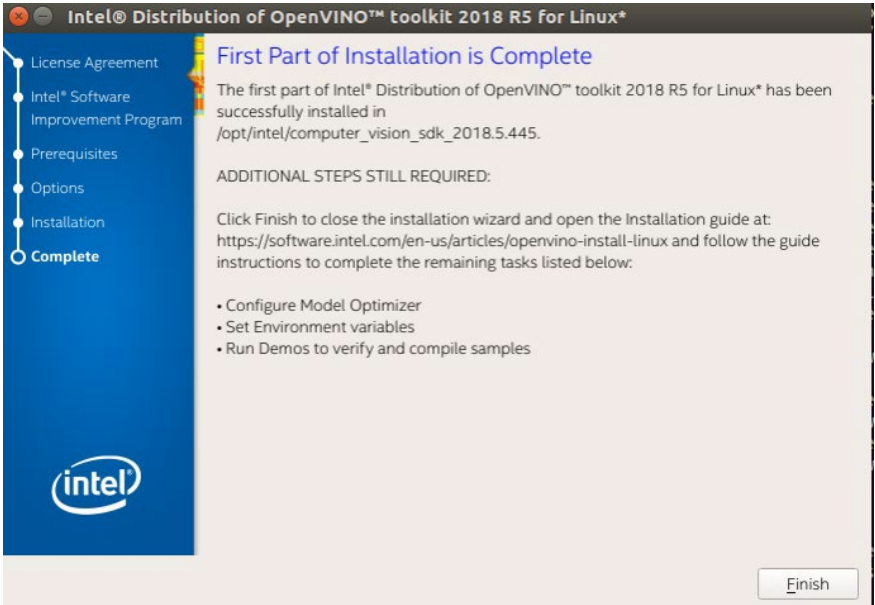 Intel® Distribution of OpenVINO™ toolkit 2018 R5 for Linux*
License Agreement
Intel® Software
Improvement Program
Prerequisites
Options
Installation
Complete
First Part of Installation is Complete
The first part of Intel® Distribution of OpenVINO™ toolkit 2018 R5 for Linux* has been
successfully installed in
/opt/intel/computer_vision_sdk_2018.5.445.
ADDITIONAL STEPS STILL REQUIRED:
Click Finish to close the installation wizard and open the Installation guide at:
https://software.intel.com/en-us/articles/openvino-install-linux and follow the guide
instructions to complete the remaining tasks listed below:
• Configure Model Optimizer
• Set Environment variables
• Run Demos to verify and compile samples
intel®
Finish